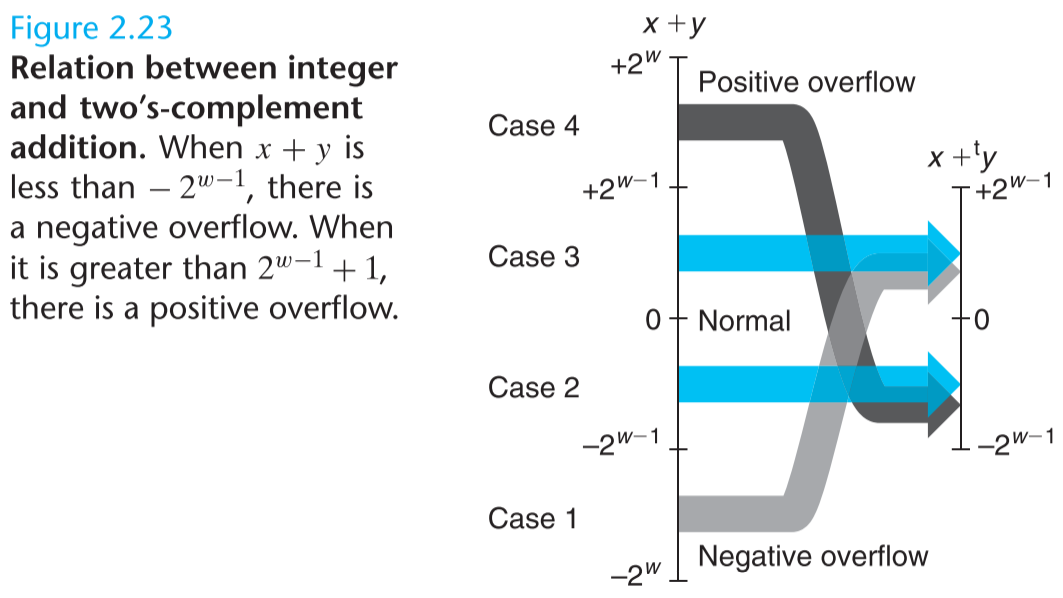 Figure 2.23
Relation between integer
and two’s-complement
addition. When x + y is
less than − 2^{w−1}, there is
a negative overflow. When
it is greater than 2^{w−1} + 1,
there is a positive overflow.
x + y
+2^w
Positive overflow
Case 4
x +^t y
+2^{w−1}
+2^{w−1}
Case 3
0
Normal
0
Case 2
−2^{w−1}
−2^{w−1}
Case 1
Negative overflow
−2^w